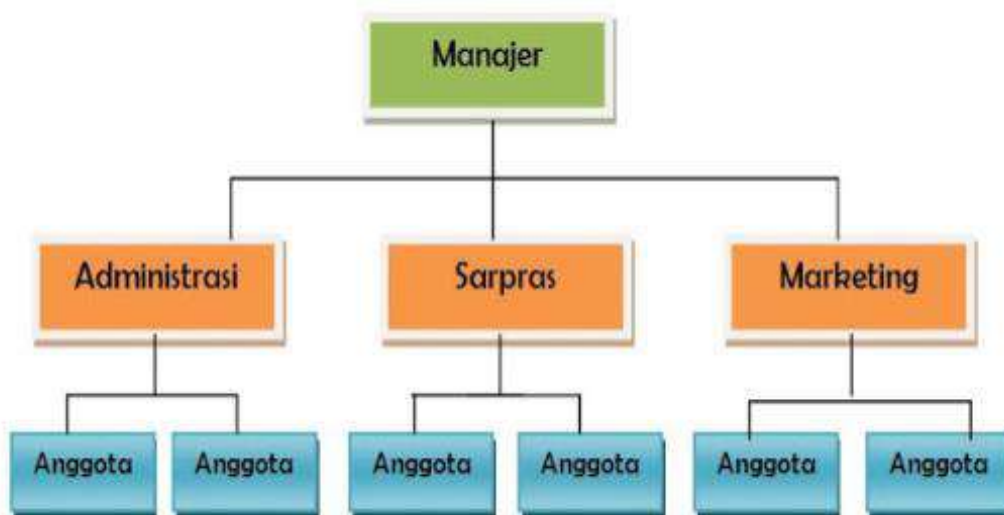 Manajer
Administrasi
Sarpras
Marketing
Anggota
Anggota
Anggota
Anggota
Anggota
Anggota